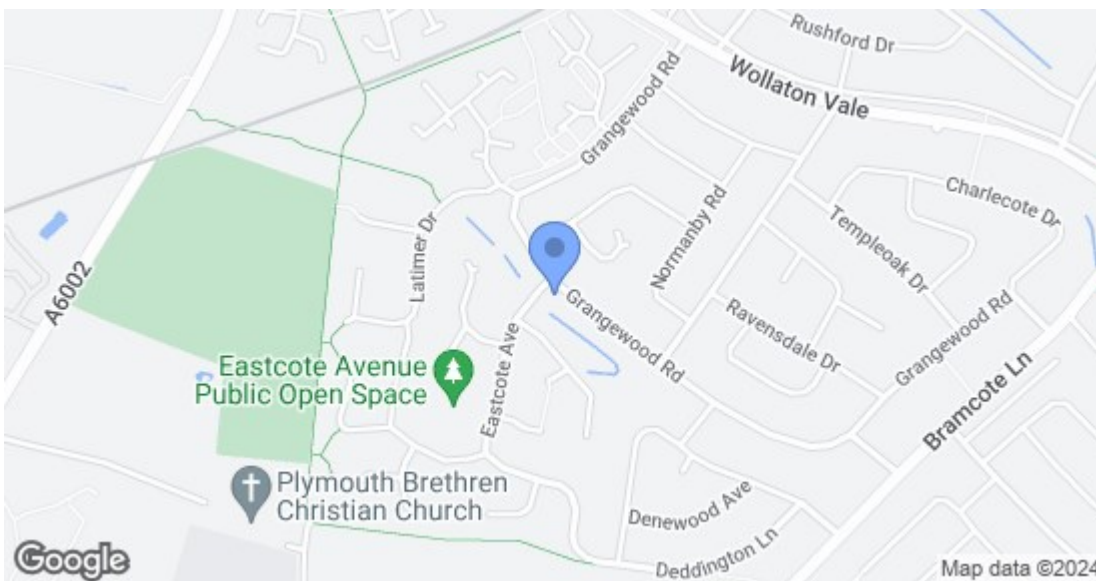 Rushford Dr
Wollaton Vale
Grangewood Rd
Charlecote Dr
Templeoak Dr
Normanby Rd
Latimer Dr
A6002
Grangewood Rd
Ravensdale Dr
Grangewood Rd
Bramcote Ln
Eastcote Ave
Eastcote Avenue
Public Open Space
Plymouth Brethren
Christian Church
Denewood Ave
Deddington Ln
Google
Map data ©2024